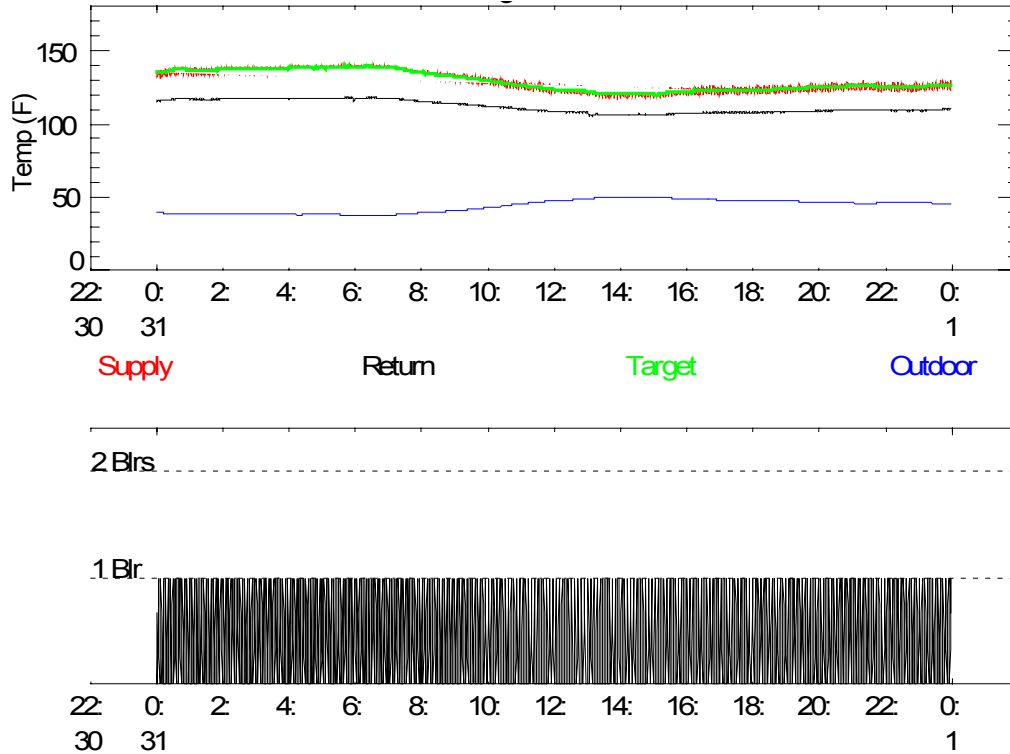 150
100
50
0
Temp (F)
22: 0: 2: 4: 6: 8: 10: 12: 14: 16: 18: 20: 22: 0:
30 31 1
Supply Return Target Outdoor
2 Blrs
1 Blr
22: 0: 2: 4: 6: 8: 10: 12: 14: 16: 18: 20: 22: 0:
30 31 1